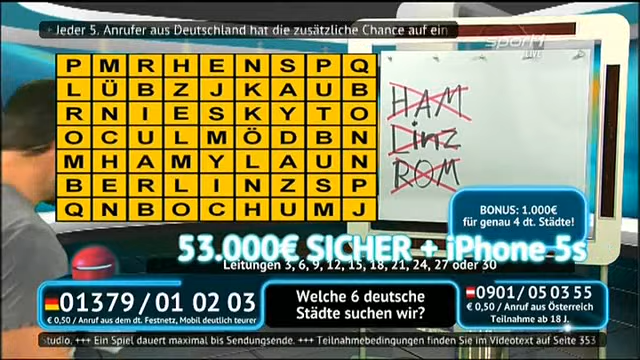 Jeder 5. Anrufer aus Deutschland hat die zusätzliche Chance auf ein
sport1
LIVE
P M R H E N S P Q
L Ü B Z J K A U B
R N I E S K Y T O
O C U L M Ö D B N
M H A M Y L A U N
B E R L I N Z S P
Q N B O C H U M J
HAM
Linz
ROM
BONUS: 1.000€
für genau 4 dt. Städte!
53.000€ SICHER + iPhone 5s
Leitungen 3, 6, 9, 12, 15, 18, 21, 24, 27 oder 30
01379/01 02 03
€ 0,50 / Anruf aus dem dt. Festnetz, Mobil deutlich teurer
Welche 6 deutsche
Städte suchen wir?
0901/05 03 55
€ 0,50 / Anruf aus Österreich
Teilnahme ab 18 J.
studio. +++ Ein Spiel dauert maximal bis Sendungsende. +++ Teilnahmebedingungen finden Sie im Videotext auf Seite 353